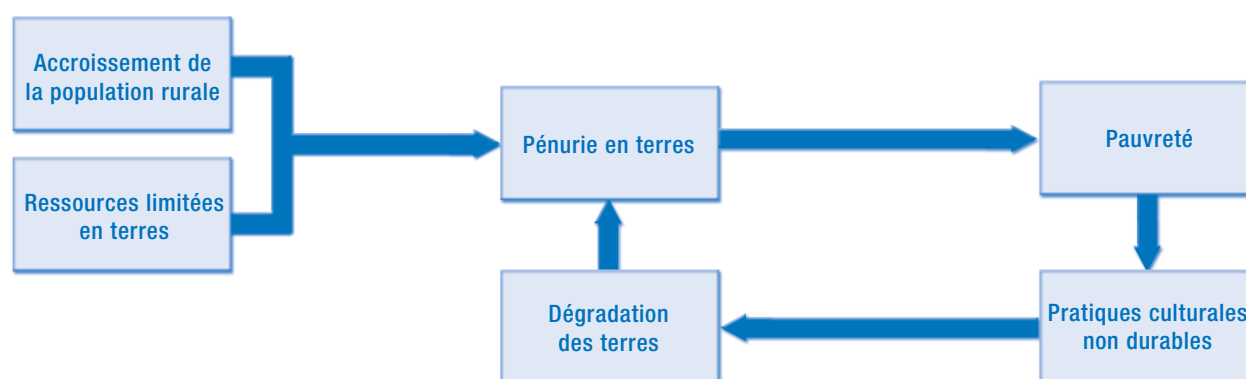 Accroissement de
la population rurale
Ressources limitées
en terres
Pénurie en terres
Pauvreté
Dégradation
des terres
Pratiques culturales
non durables